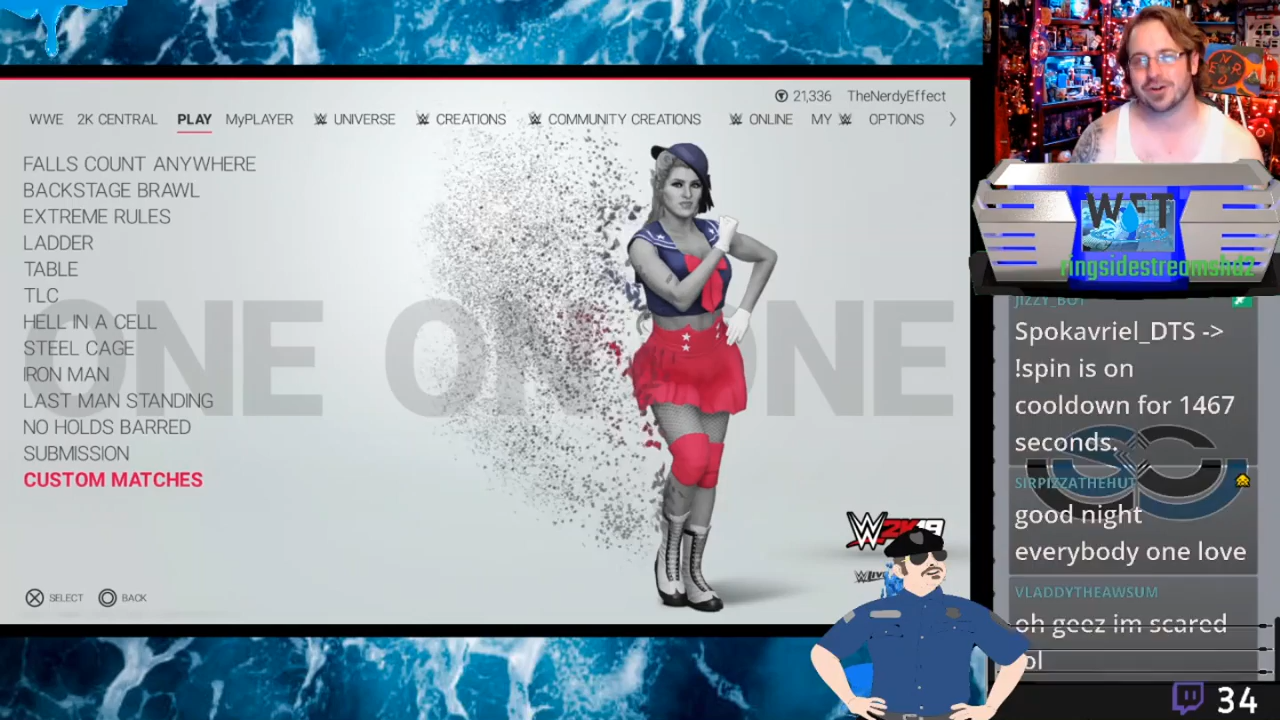 21,336 TheNerdyEffect
WWE 2K CENTRAL PLAY MyPLAYER UNIVERSE CREATIONS COMMUNITY CREATIONS ONLINE MY OPTIONS
FALLS COUNT ANYWHERE
BACKSTAGE BRAWL
EXTREME RULES
LADDER
TABLE
TLC
HELL IN A CELL
STEEL CAGE
IRON MAN
LAST MAN STANDING
NO HOLDS BARRED
SUBMISSION
CUSTOM MATCHES
ONE ON ONE
2K19
SELECT BACK
WFT
ringsidestreamshd2
JIZZY_BOT
Spokavriel_DTS ->
!spin is on
cooldown for 1467
seconds.
SIRPIZZATHEHUT
good night
everybody one love
VLADDYTHEAWSUM
oh geez im scared
lol
34